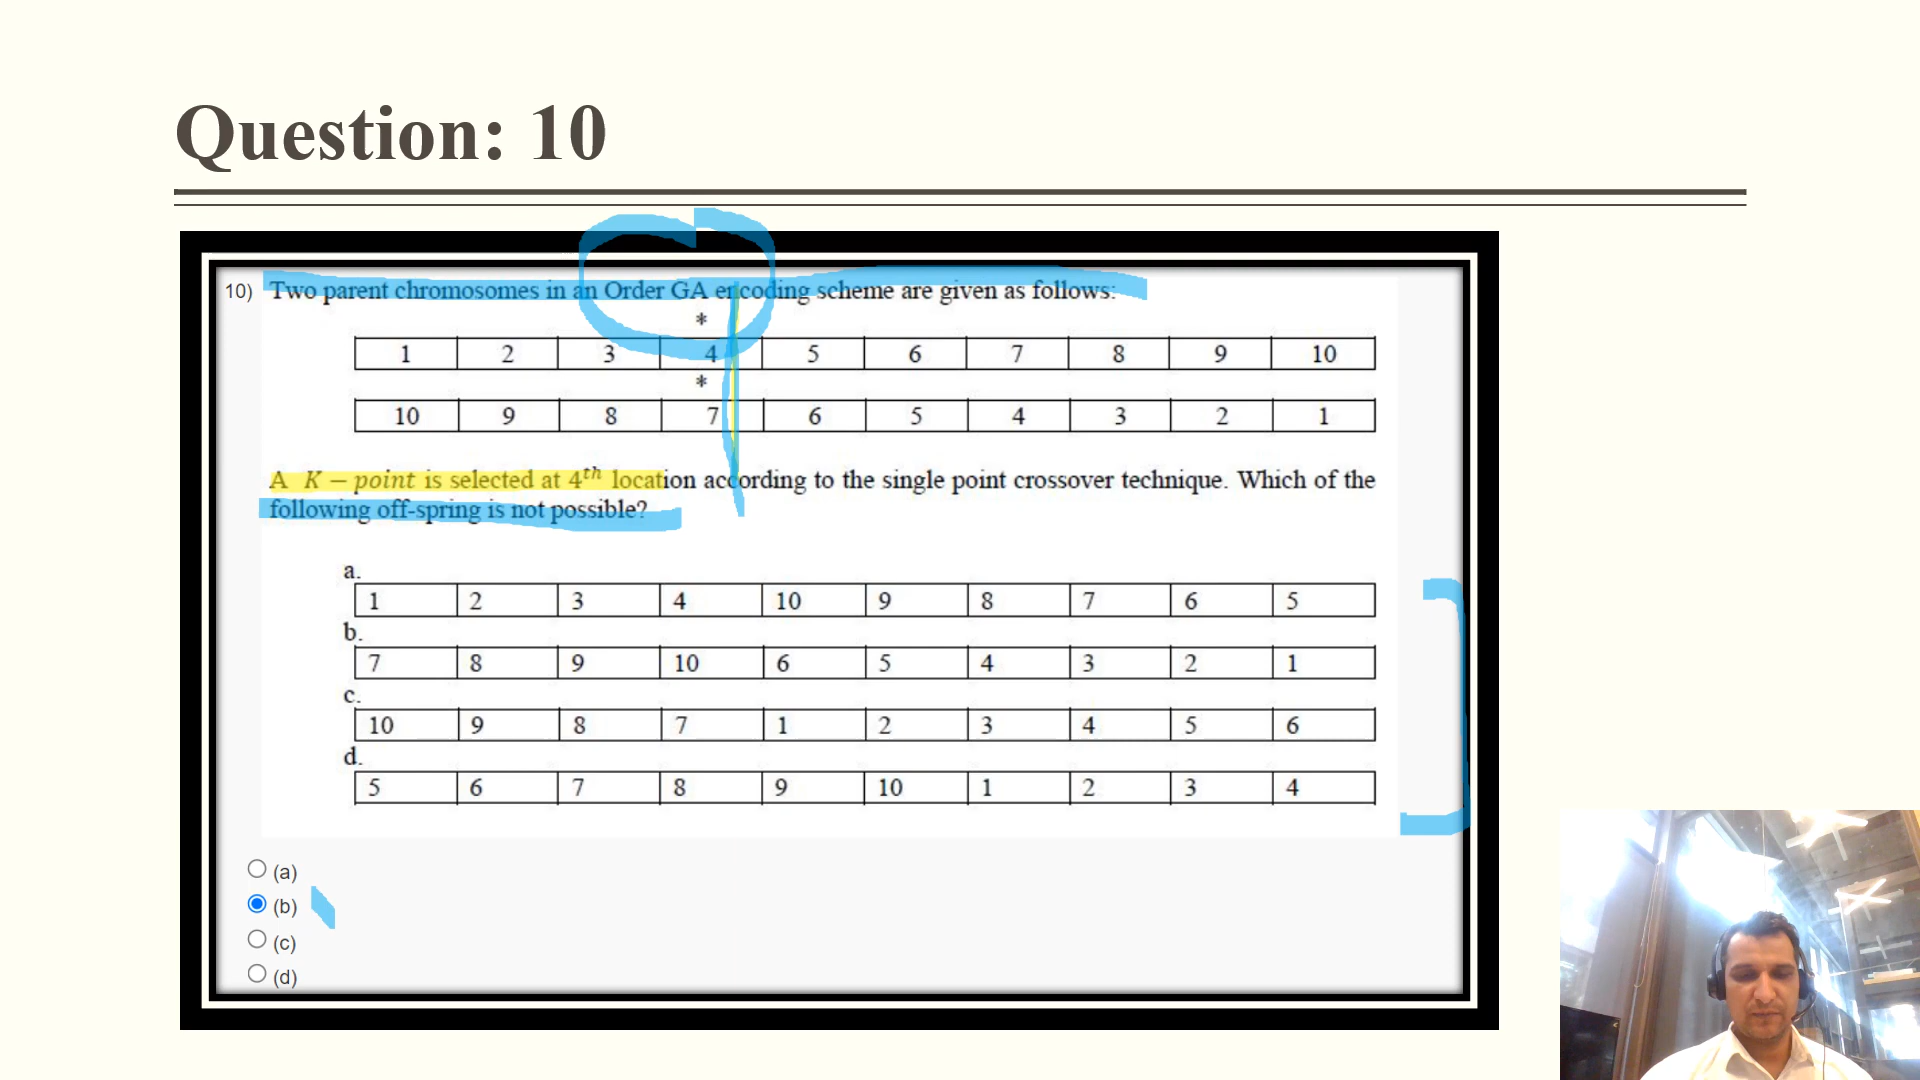 Question: 10
10) Two parent chromosomes in an Order GA encoding scheme are given as follows:
*
1 2 3 4 5 6 7 8 9 10
*
10 9 8 7 6 5 4 3 2 1
A K – point is selected at 4th location according to the single point crossover technique. Which of the
following off-spring is not possible?
a.
1 2 3 4 10 9 8 7 6 5
b.
7 8 9 10 6 5 4 3 2 1
c.
10 9 8 7 1 2 3 4 5 6
d.
5 6 7 8 9 10 1 2 3 4
(a)
(b)
(c)
(d)